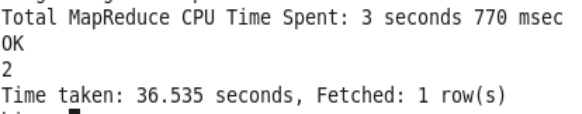 Total MapReduce CPU Time Spent: 3 seconds 770 msec
OK
2
Time taken: 36.535 seconds, Fetched: 1 row(s)